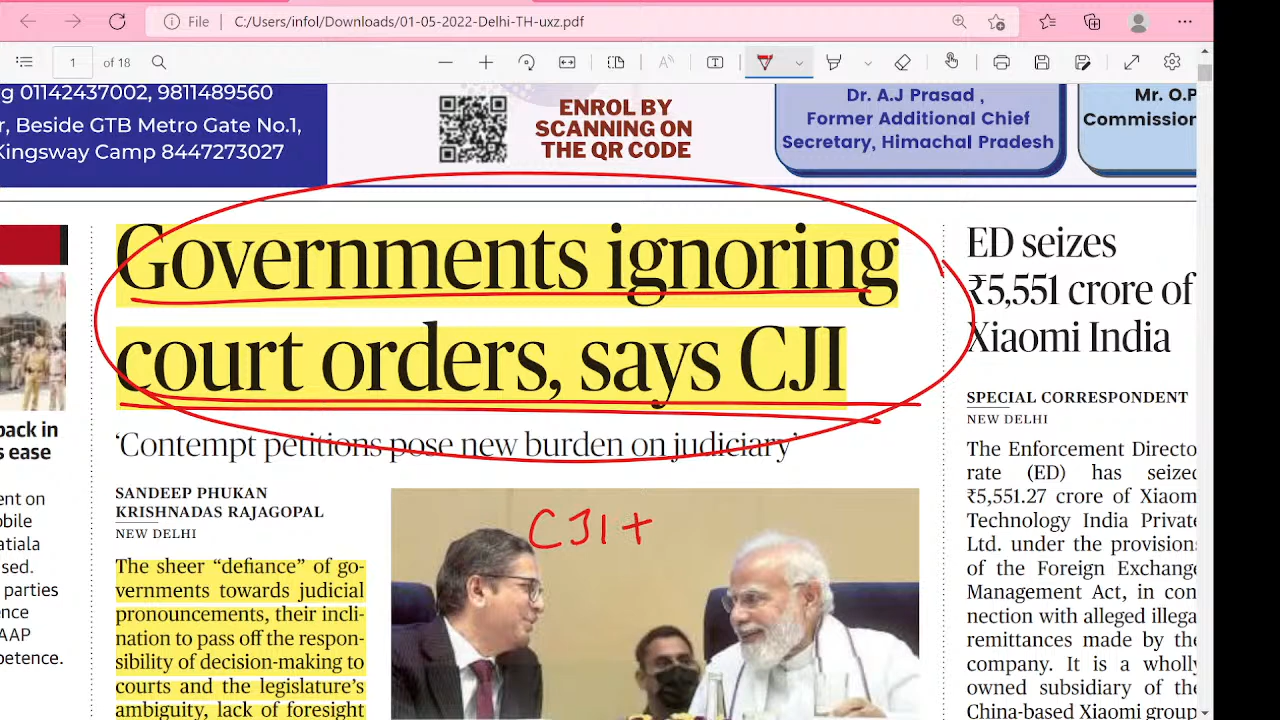 File
C:/Users/infol/Downloads/01-05-2022-Delhi-TH-uxz.pdf
1 of 18
g 01142437002, 9811489560
r, Beside GTB Metro Gate No.1,
Kingsway Camp 8447273027
ENROL BY
SCANNING ON
THE QR CODE
Dr. A.J Prasad ,
Former Additional Chief
Secretary, Himachal Pradesh
Mr. O.P
Commission
back in
s ease
ent on
obile
atiala
sed.
parties
ence
AAP
petence.
Governments ignoring
court orders, says CJI
‘Contempt petitions pose new burden on judiciary’
SANDEEP PHUKAN
KRISHNADAS RAJAGOPAL
NEW DELHI
The sheer “defiance” of go-
vernments towards judicial
pronouncements, their incli-
nation to pass off the respon-
sibility of decision-making to
courts and the legislature’s
ambiguity, lack of foresight
CJI +
ED seizes
₹5,551 crore of
Xiaomi India
SPECIAL CORRESPONDENT
NEW DELHI
The Enforcement Directo
rate (ED) has seized
₹5,551.27 crore of Xiaom
Technology India Private
Ltd. under the provisions
of the Foreign Exchange
Management Act, in con
nection with alleged illega
remittances made by the
company. It is a wholly
owned subsidiary of the
China-based Xiaomi group